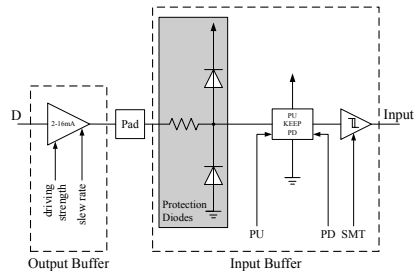 D
2-16mA
driving
strength
slew rate
Output Buffer
Pad
Protection
Diodes
PU
KEEP
PD
PU
PD
SMT
Input
Input Buffer